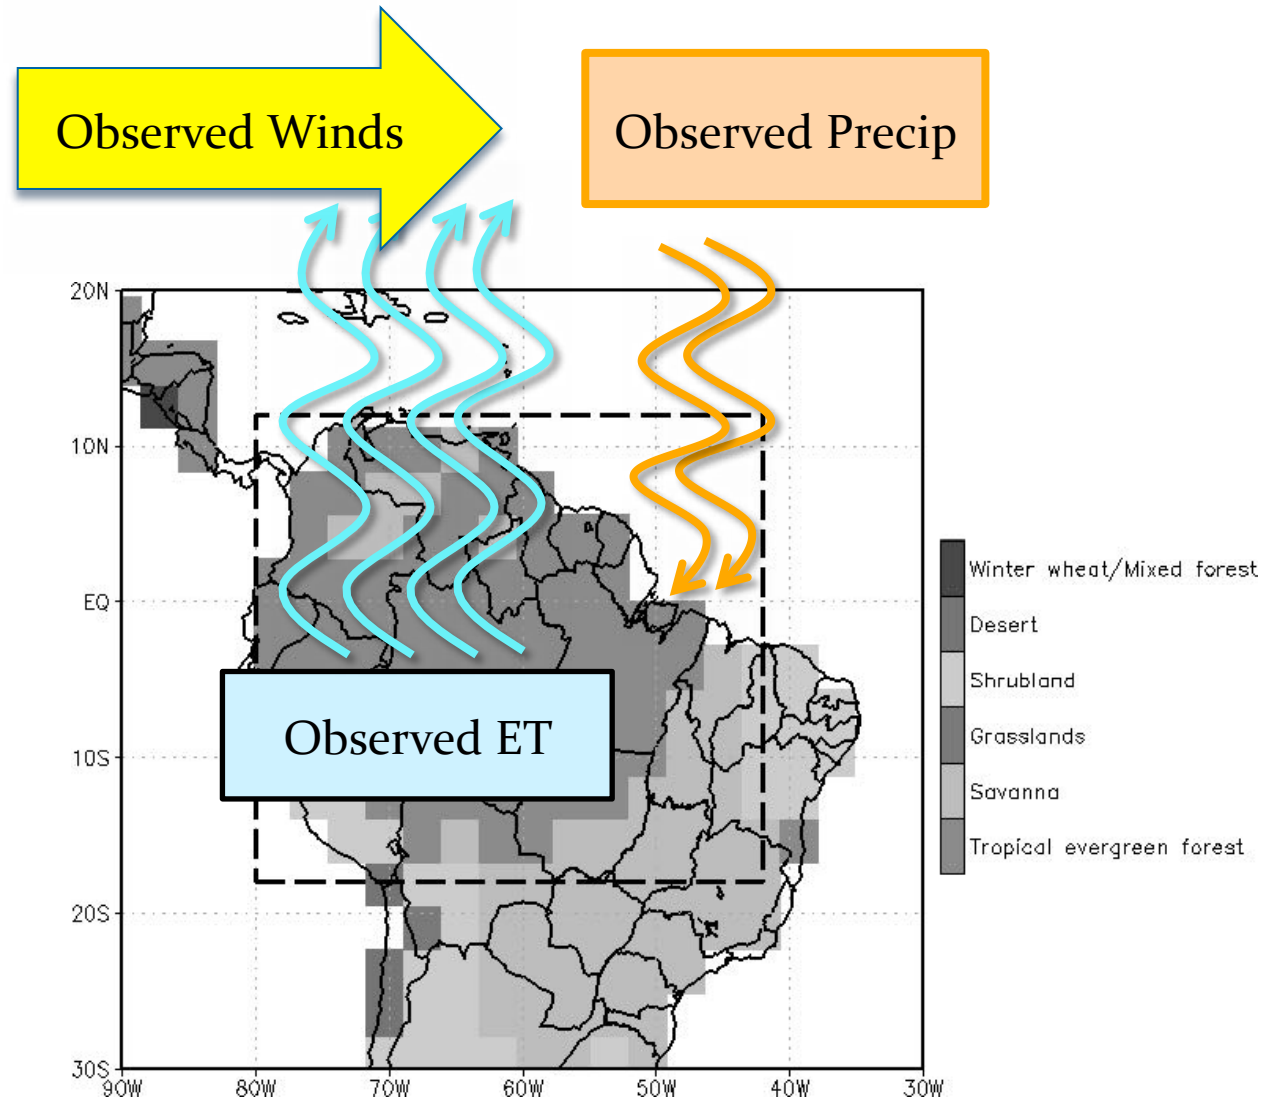 Observed Winds
Observed Precip
20N
10N
EQ
10S
20S
30S
90W 80W 70W 60W 50W 40W 30W
Observed ET
Winter wheat/Mixed forest
Desert
Shrubland
Grasslands
Savanna
Tropical evergreen forest